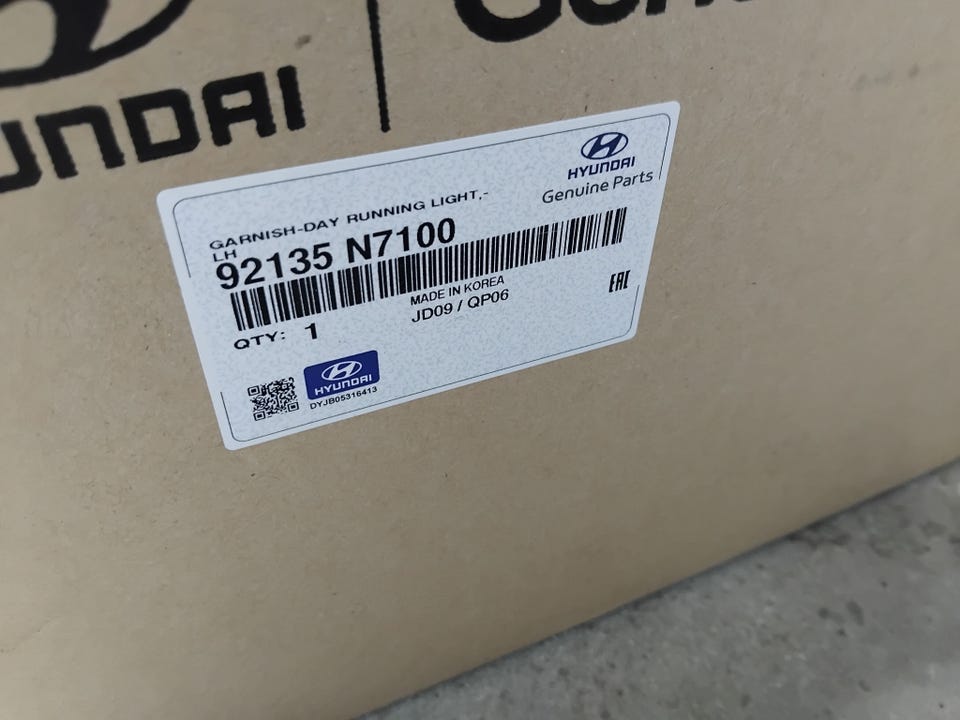 HYUNDAI
Genuine Parts
GARNISH-DAY RUNNING LIGHT,-
LH
92135 N7100
MADE IN KOREA
JD09 / QP06
QTY: 1
EAC
HYUNDAI
DYJB05316413